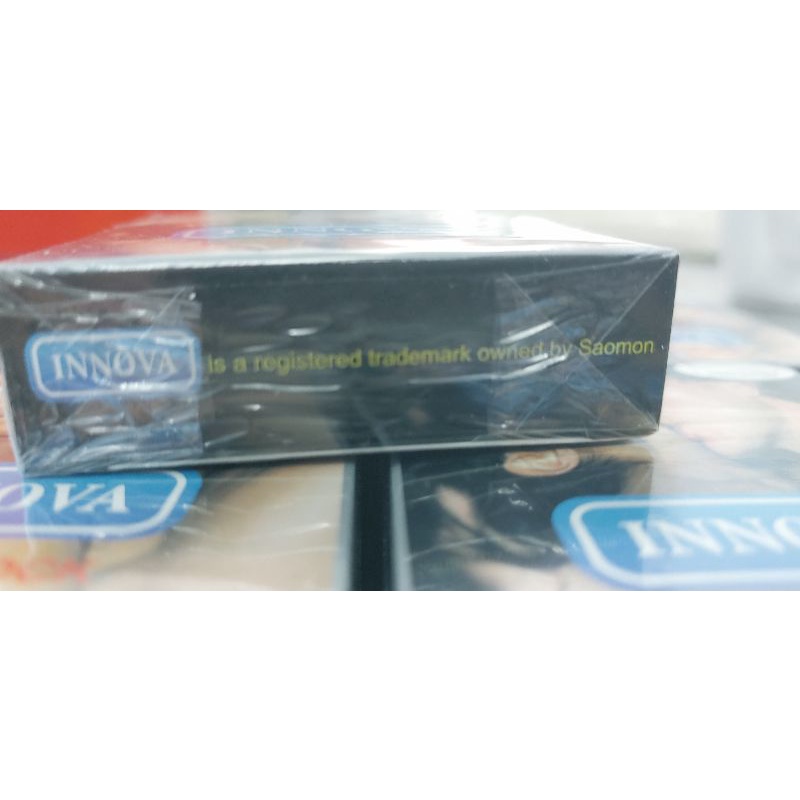 INNOVA is a registered trademark owned by Saomon
OVA
INNO